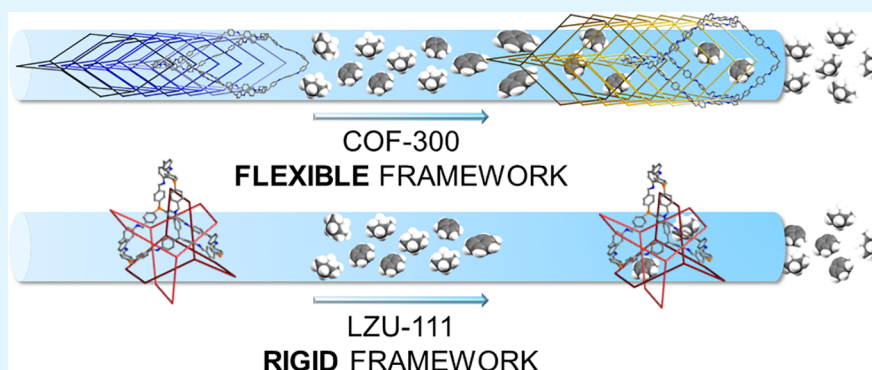 COF-300
FLEXIBLE FRAMEWORK
LZU-111
RIGID FRAMEWORK